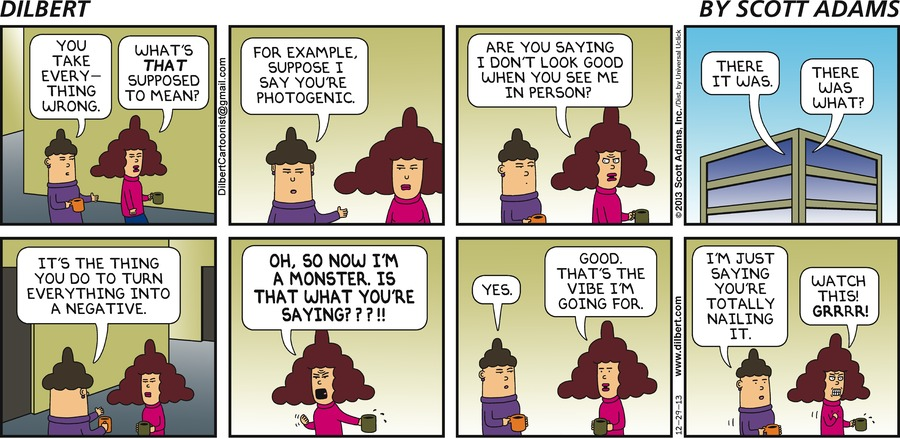 DILBERT
BY SCOTT ADAMS
YOU
TAKE
EVERY—
THING
WRONG.
WHAT'S
THAT
SUPPOSED
TO MEAN?
DilbertCartoonist@gmail.com
FOR EXAMPLE,
SUPPOSE I
SAY YOU'RE
PHOTOGENIC.
ARE YOU SAYING
I DON'T LOOK GOOD
WHEN YOU SEE ME
IN PERSON?
©2013 Scott Adams, Inc. /Dist. by Universal Uclick
THERE
IT WAS.
THERE
WAS
WHAT?
IT'S THE THING
YOU DO TO TURN
EVERYTHING INTO
A NEGATIVE.
OH, SO NOW I'M
A MONSTER. IS
THAT WHAT YOU'RE
SAYING???!!
YES.
GOOD.
THAT'S THE
VIBE I'M
GOING FOR.
12-29-13 www.dilbert.com
I'M JUST
SAYING
YOU'RE
TOTALLY
NAILING
IT.
WATCH
THIS!
GRRRR!